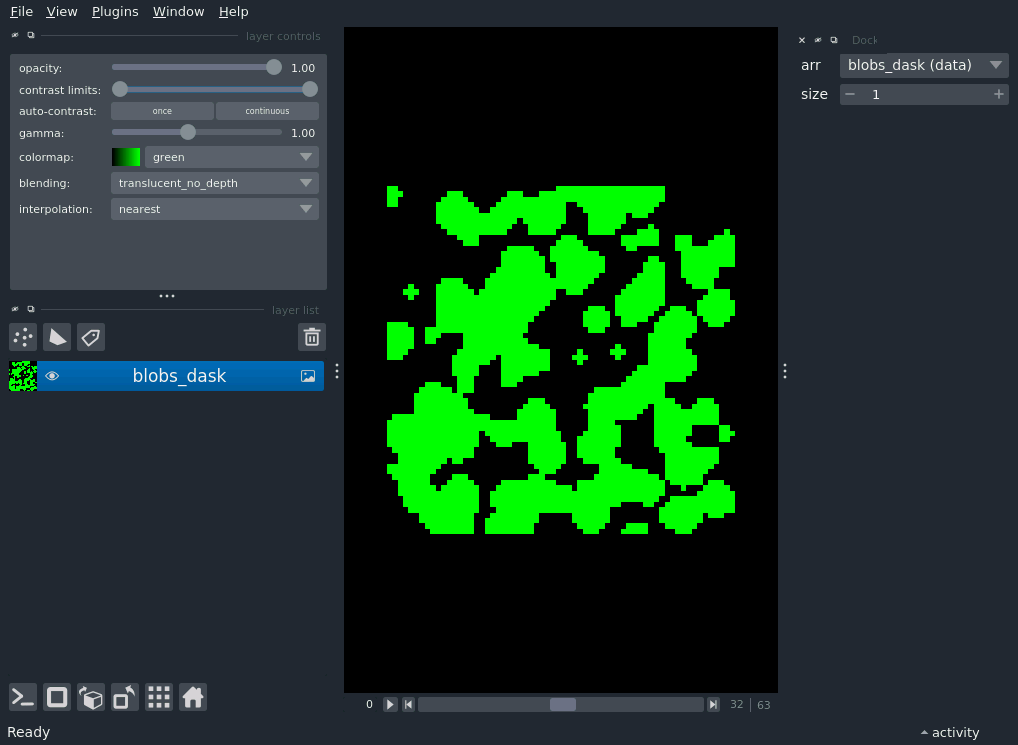 File View Plugins Window Help
layer controls
opacity: 1.00
contrast limits:
auto-contrast: once continuous
gamma: 1.00
colormap: green
blending: translucent_no_depth
interpolation: nearest
layer list
blobs_dask
0 32 63
Dock
arr blobs_dask (data)
size 1
Ready
activity